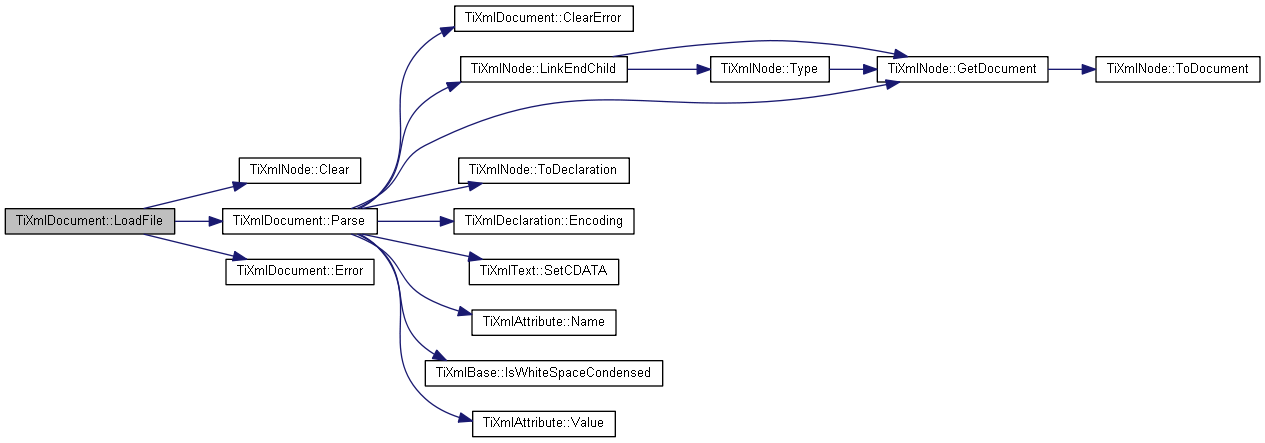 TiXmlDocument::ClearError
TiXmlNode::LinkEndChild
TiXmlNode::Type
TiXmlNode::GetDocument
TiXmlNode::ToDocument
TiXmlNode::Clear
TiXmlNode::ToDeclaration
TiXmlDocument::LoadFile
TiXmlDocument::Parse
TiXmlDeclaration::Encoding
TiXmlDocument::Error
TiXmlText::SetCDATA
TiXmlAttribute::Name
TiXmlBase::IsWhiteSpaceCondensed
TiXmlAttribute::Value